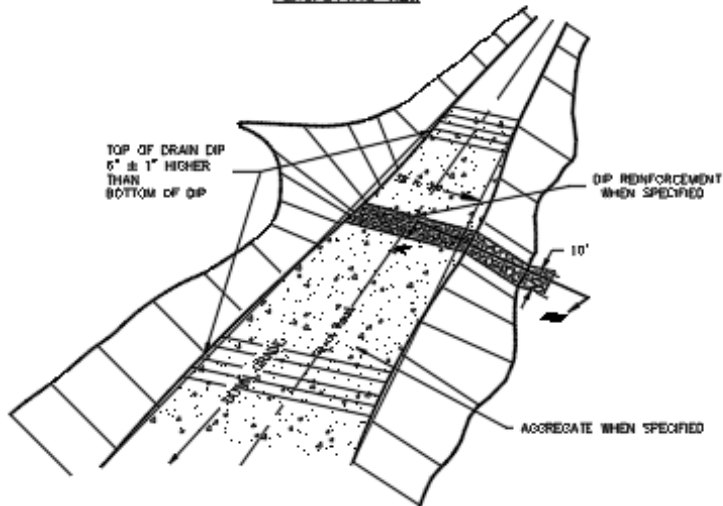 TOP OF DRAIN DIP
6" ± 1" HIGHER
THAN
BOTTOM OF DIP
DIP REINFORCEMENT
WHEN SPECIFIED
10'
AGGREGATE WHEN SPECIFIED